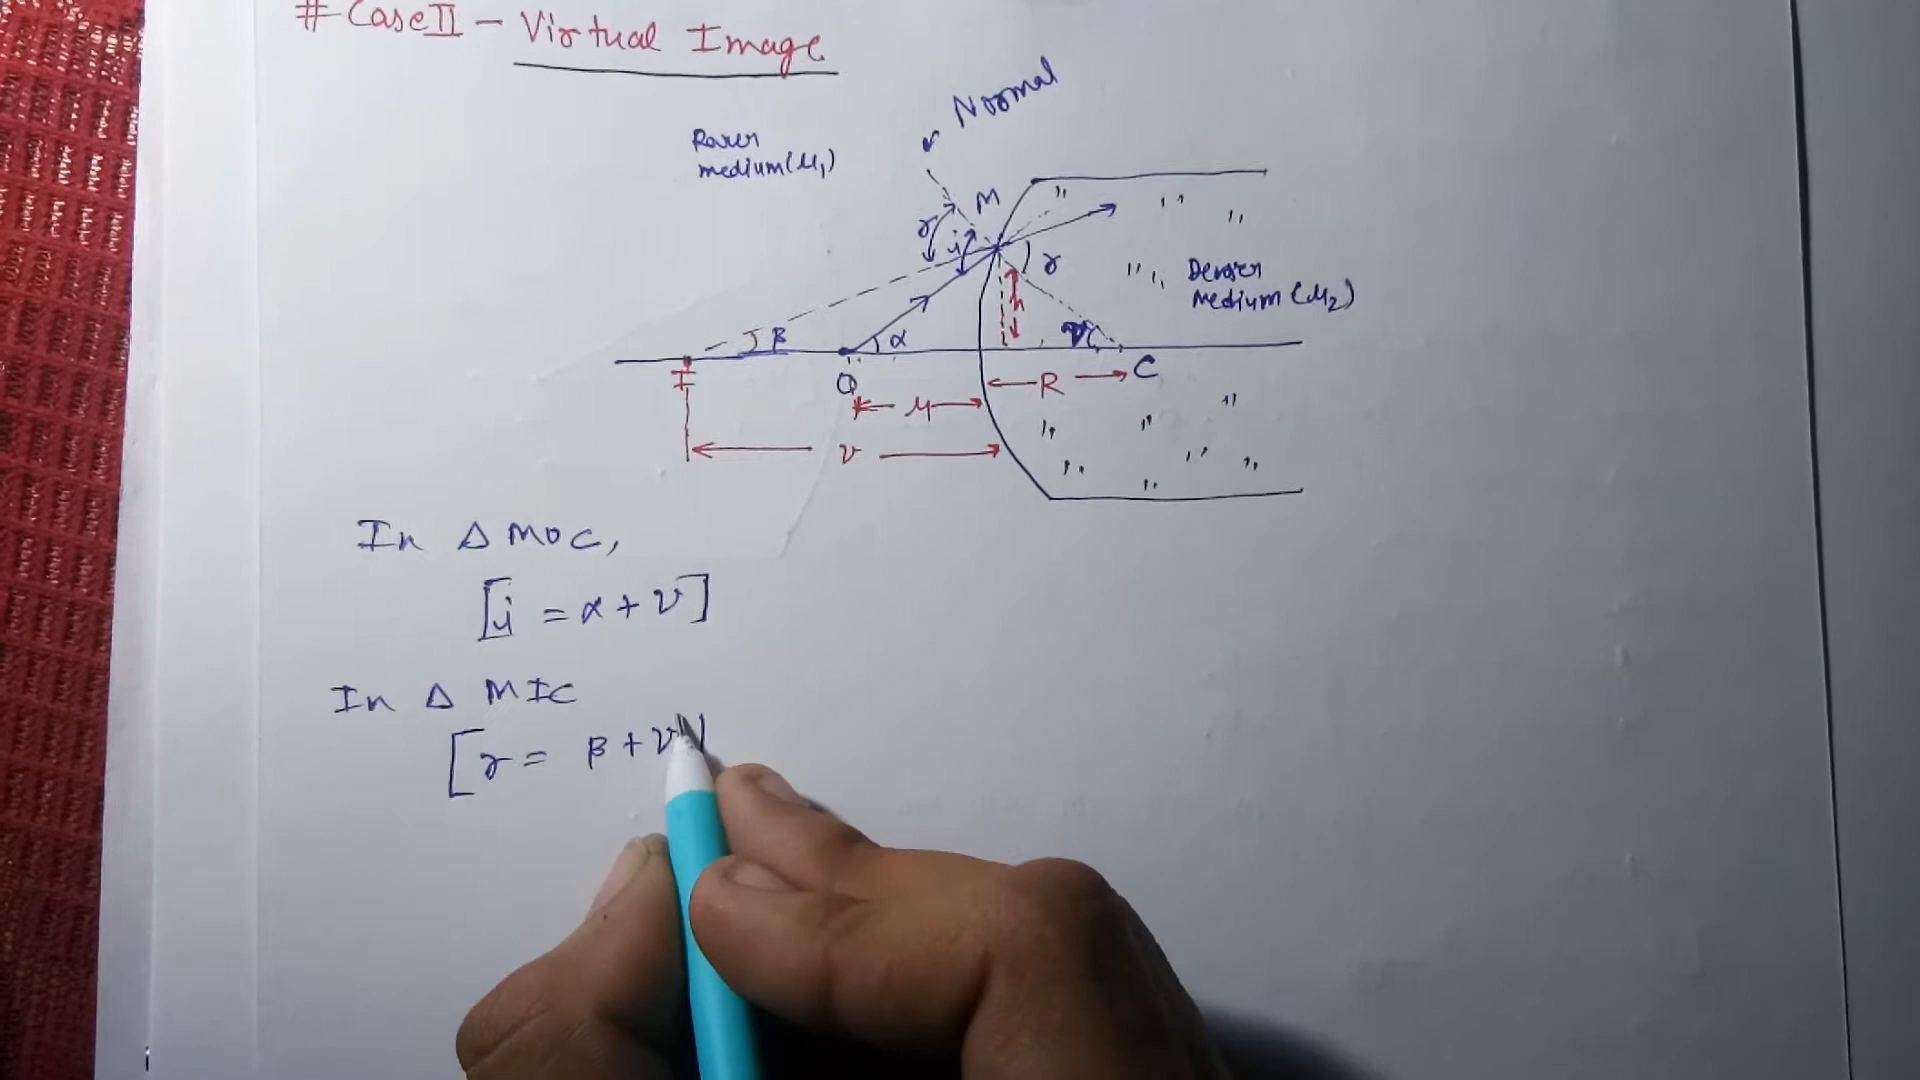 # Case II - Virtual Image
Normal
Rarer
medium (μ₁)
M
r
i
r
Denser
medium (μ₂)
h
β
α
ν
I
O
R
C
u
v
In Δ MOC,
[i = α + ν]
In Δ MIC
[r = β + ν]